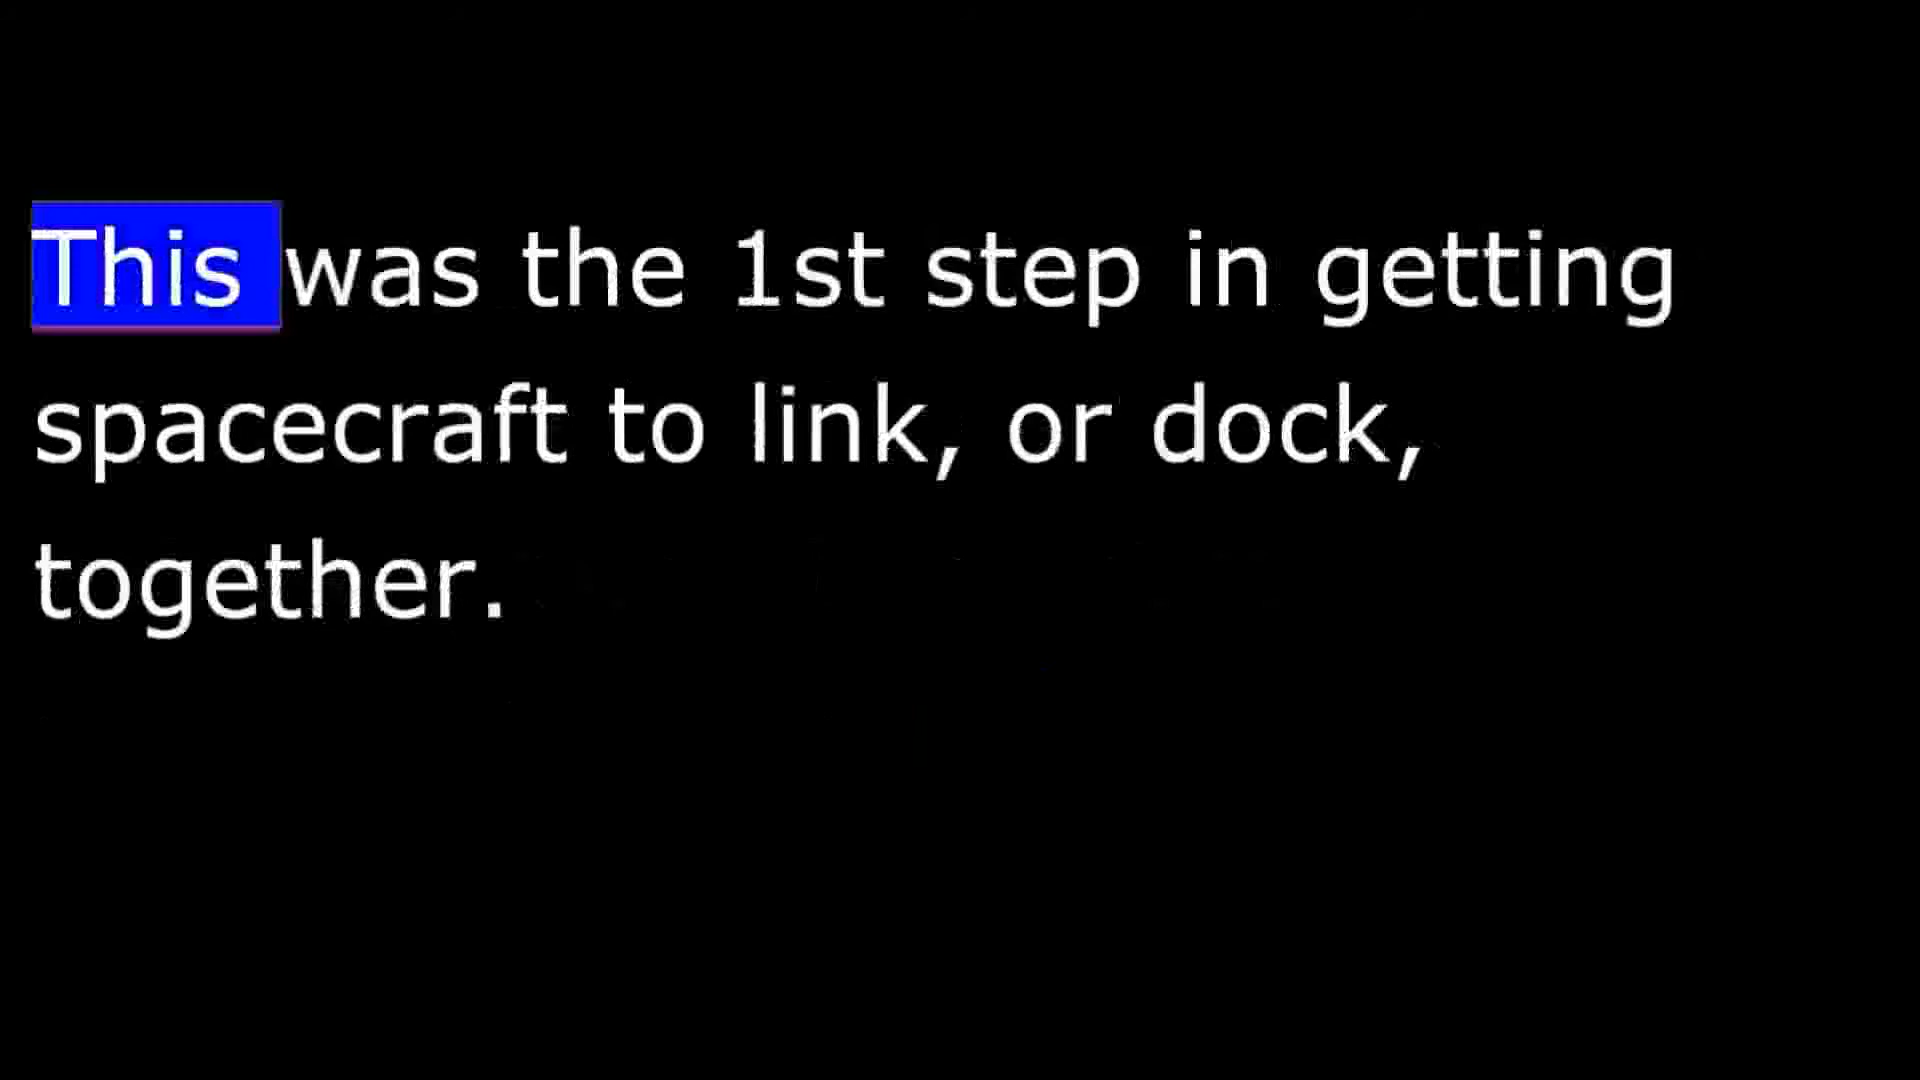 This was the 1st step in getting
spacecraft to link, or dock,
together.